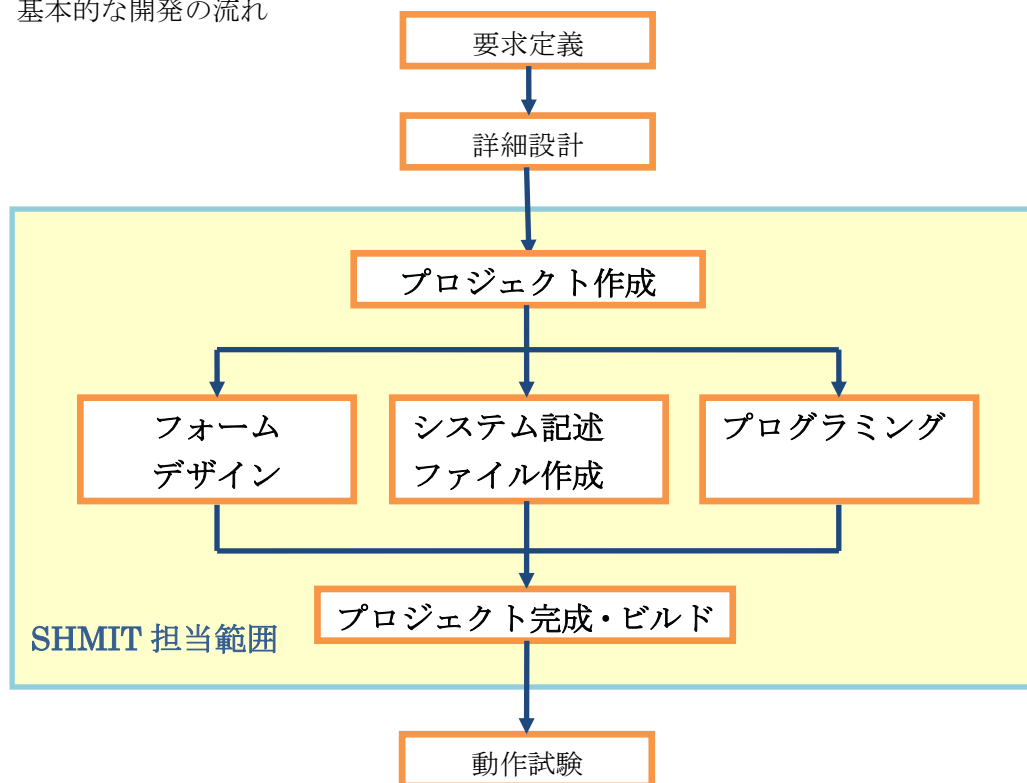 基本的な開発の流れ
要求定義
詳細設計
プロジェクト作成
フォーム
デザイン
システム記述
ファイル作成
プログラミング
プロジェクト完成・ビルド
SHMIT 担当範囲
動作試験